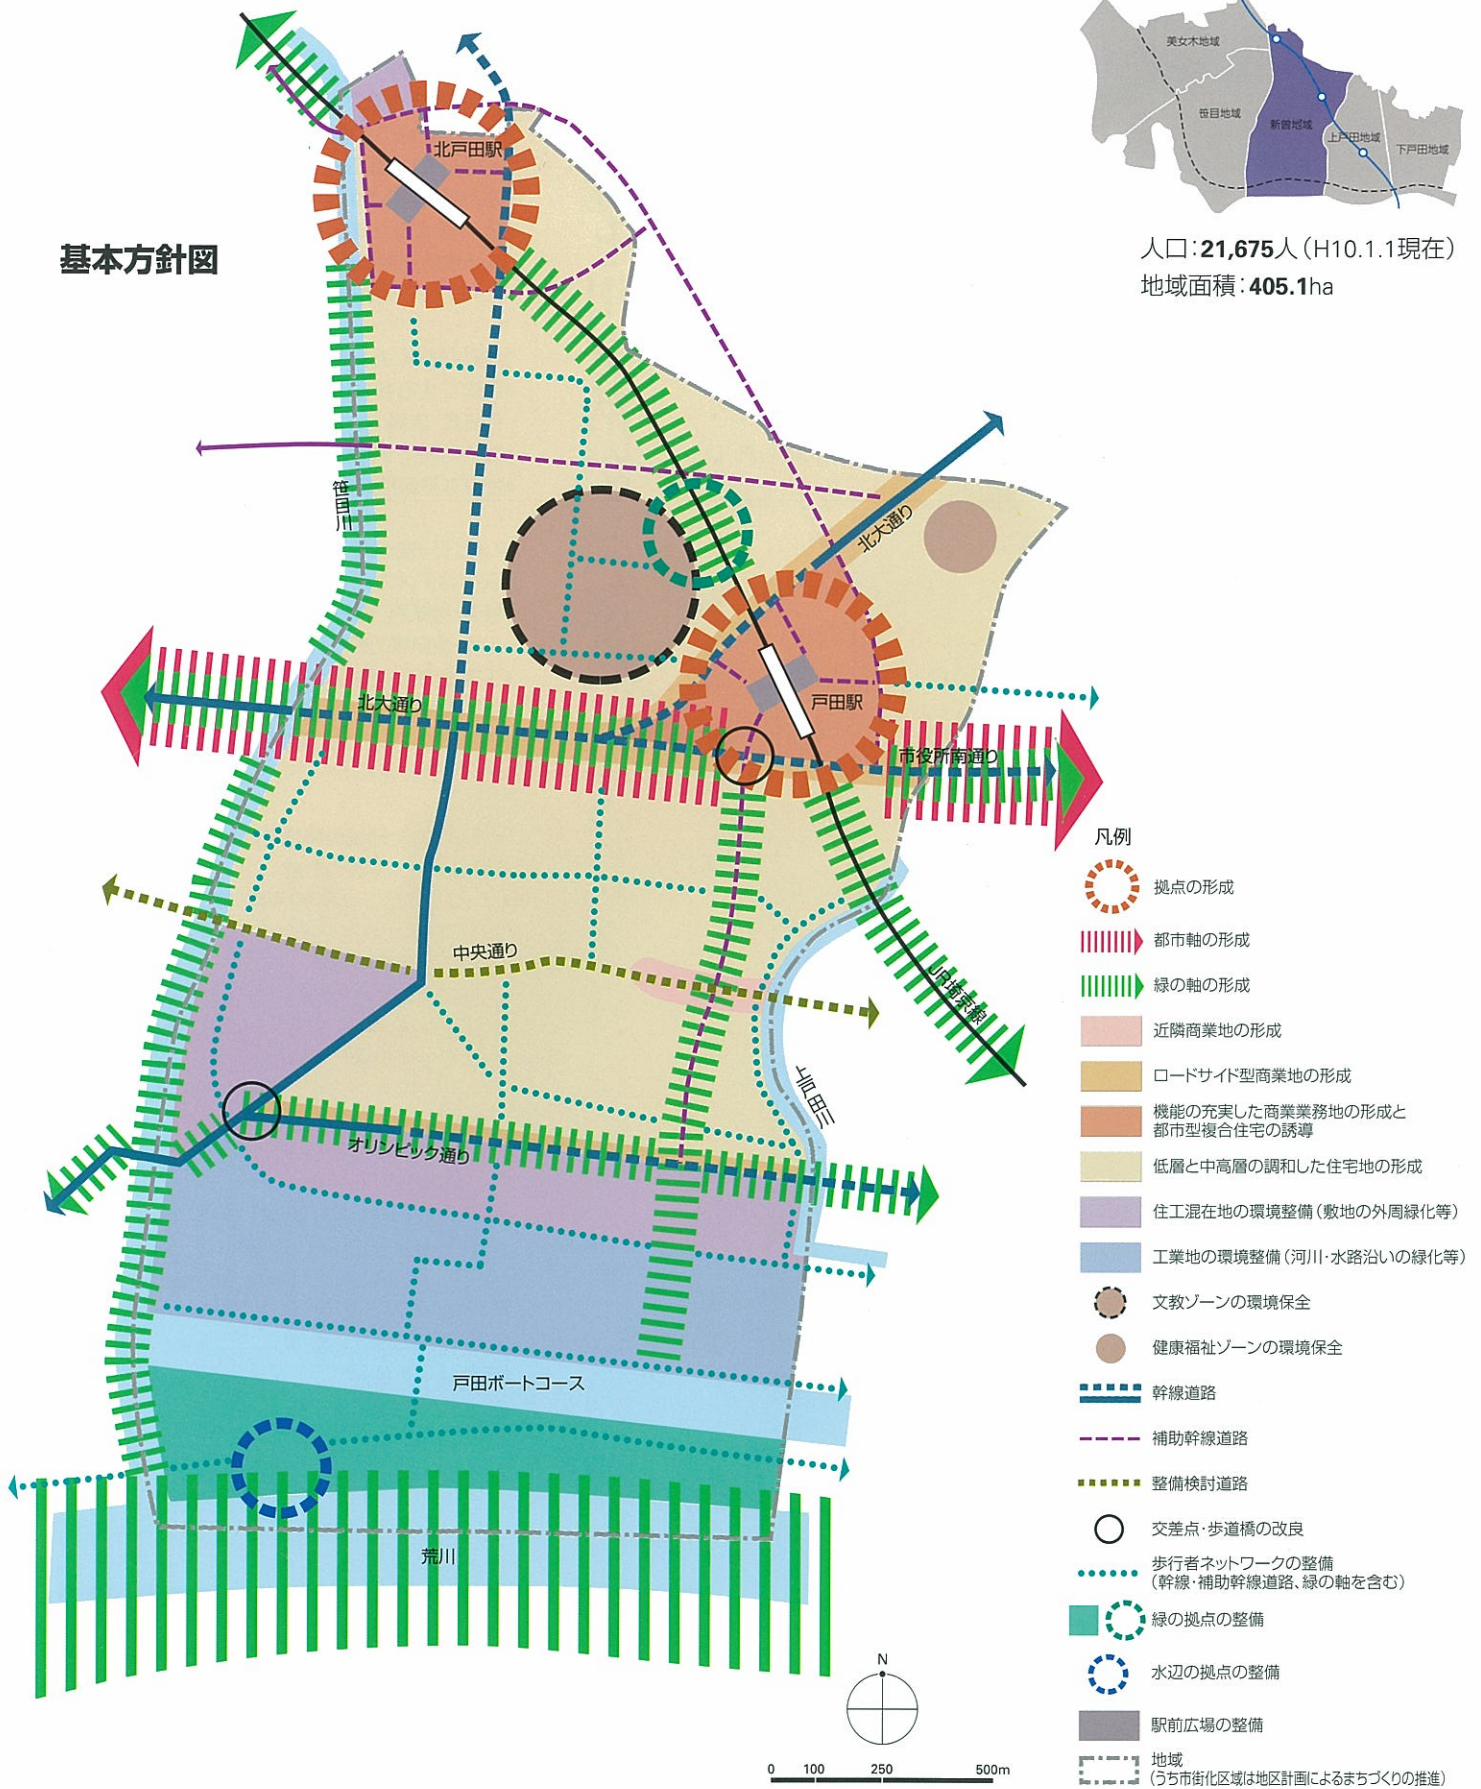 美女木地域
笹目地域
新曽地域
上戸田地域
下戸田地域
人口：21,675人（H10.1.1現在）
地域面積：405.1ha
基本方針図
北戸田駅
笹目川
北大通り
北大通り
戸田駅
市役所南通り
中央通り
JR埼京線
上戸田川
オリンピック通り
戸田ボートコース
荒川
凡例
拠点の形成
都市軸の形成
緑の軸の形成
近隣商業地の形成
ロードサイド型商業地の形成
機能の充実した商業業務地の形成と
都市型複合住宅の誘導
低層と中高層の調和した住宅地の形成
住工混在地の環境整備（敷地の外周緑化等）
工業地の環境整備（河川・水路沿いの緑化等）
文教ゾーンの環境保全
健康福祉ゾーンの環境保全
幹線道路
補助幹線道路
整備検討道路
交差点・歩道橋の改良
歩行者ネットワークの整備
（幹線・補助幹線道路、緑の軸を含む）
緑の拠点の整備
水辺の拠点の整備
駅前広場の整備
地域
（うち市街化区域は地区計画によるまちづくりの推進）
N
0 100 250 500m